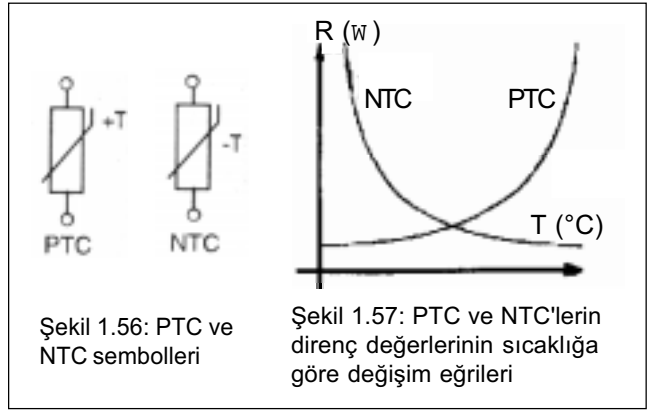 +T
PTC
-T
NTC
R (W )
NTC
PTC
T (°C)
Şekil 1.56: PTC ve
NTC sembolleri
Şekil 1.57: PTC ve NTC'lerin
direnç değerlerinin sıcaklığa
göre değişim eğrileri